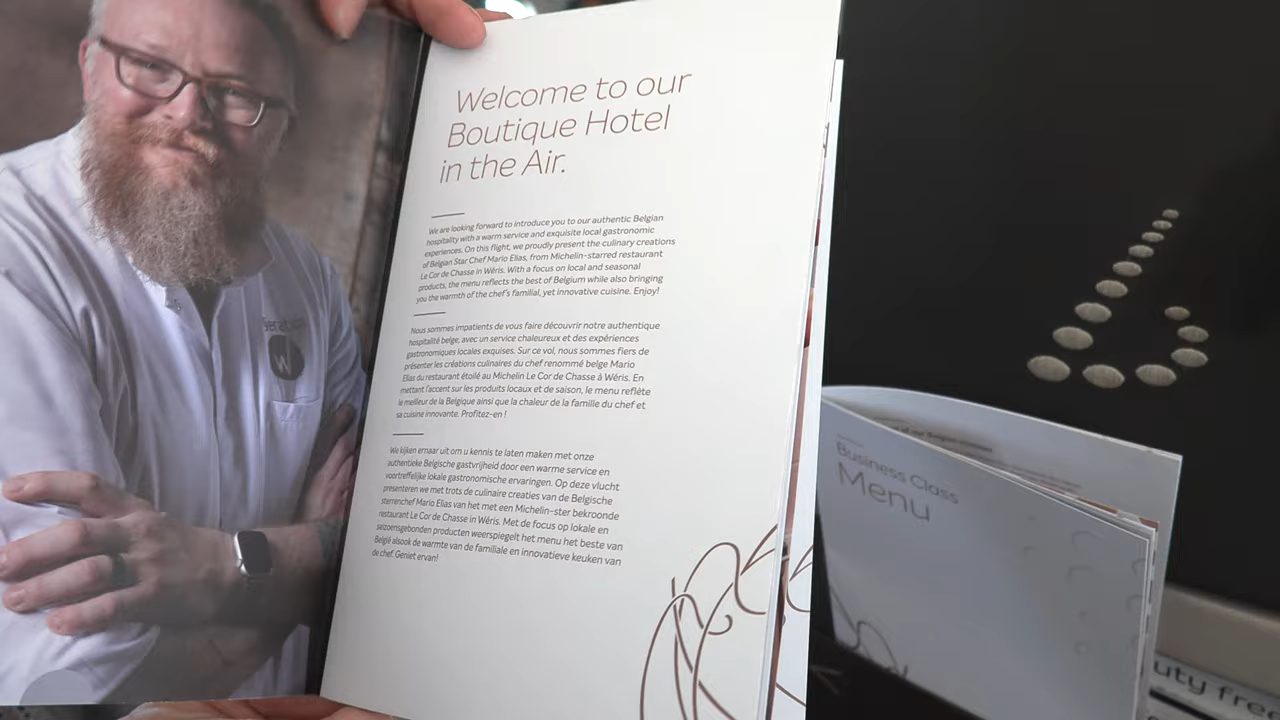 Welcome to our
Boutique Hotel
in the Air.
We are looking forward to introduce you to our authentic Belgian
hospitality with a warm service and exquisite local gastronomic
experiences. On this flight, we proudly present the culinary creations
of Belgian Star Chef Mario Elias, from Michelin-starred restaurant
Le Cor de Chasse in Wéris. With a focus on local and seasonal
products, the menu reflects the best of Belgium while also bringing
you the warmth of the chef's familial, yet innovative cuisine. Enjoy!
Nous sommes impatients de vous faire découvrir notre authentique
hospitalité belge, avec un service chaleureux et des expériences
gastronomiques locales exquises. Sur ce vol, nous sommes fiers de
présenter les créations culinaires du chef renommé belge Mario
Elias du restaurant étoilé au Michelin Le Cor de Chasse à Wéris. En
mettant l'accent sur les produits locaux et de saison, le menu reflète
le meilleur de la Belgique ainsi que la chaleur de la famille du chef et
sa cuisine innovante. Profitez-en !
We kijken ernaar uit om u kennis te laten maken met onze
authentieke Belgische gastvrijheid door een warme service en
voortreffelijke lokale gastronomische ervaringen. Op deze vlucht
presenteren we met trots de culinaire creaties van de Belgische
sterrenchef Mario Elias van het met een Michelin-ster bekroonde
restaurant Le Cor de Chasse in Wéris. Met de focus op lokale en
seizoensgebonden producten weerspiegelt het menu het beste van
België alsook de warmte van de familiale en innovatieve keuken van
de chef. Geniet ervan!
Business Class
Menu
uty free